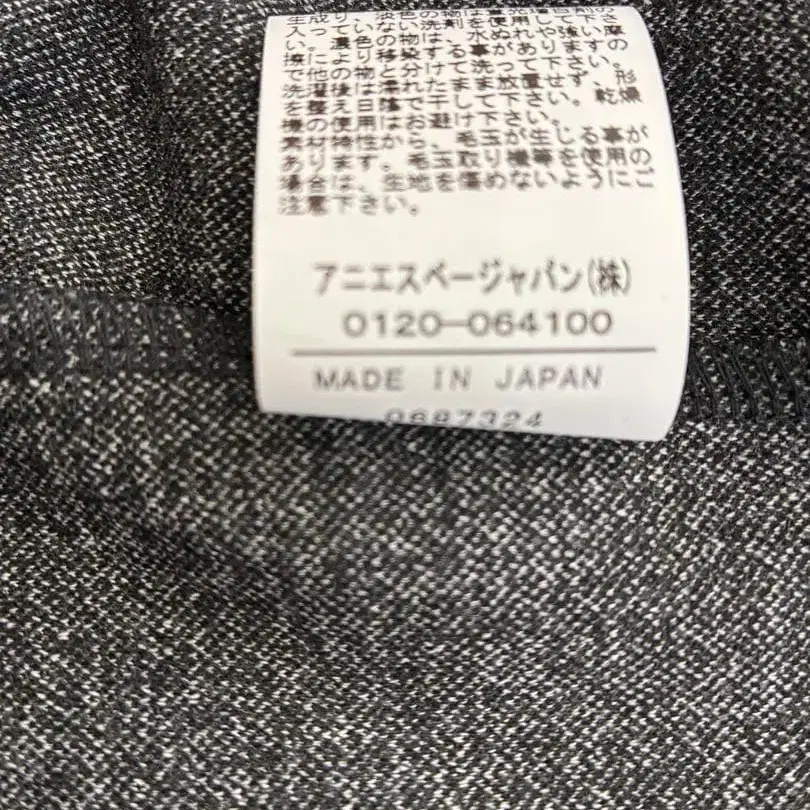 生成り、淡色の物は蛍光増白剤の
入っていない洗剤を使用して下さ
い。濃色の物は、水ぬれや強い摩
擦により移染する事がありますの
で他の物と分けて洗って下さい。
洗濯後は濡れたまま放置せず、形
を整え日陰で干して下さい。乾燥
機の使用はお避け下さい。
素材特性から、毛玉が生じる事が
あります。毛玉取り機等を使用の
場合は、生地を傷めないようにご
注意下さい。
アニエスベージャパン(株)
0120-064100
MADE IN JAPAN